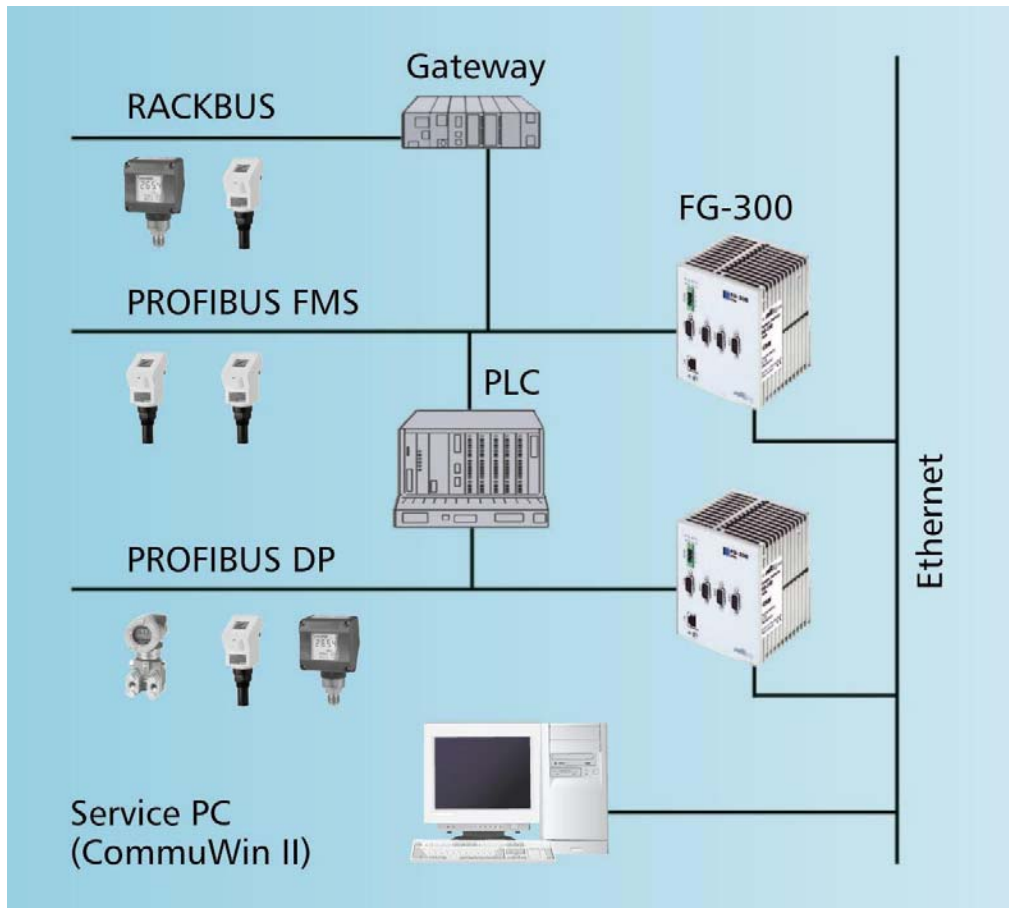 Gateway
RACKBUS
FG-300
PROFIBUS FMS
PLC
Ethernet
PROFIBUS DP
Service PC
(CommuWin II)